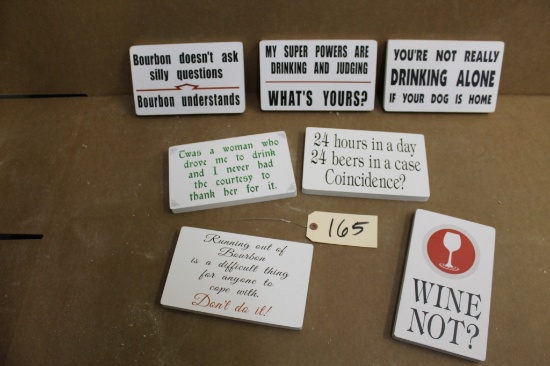 Bourbon doesn't ask
silly questions
Bourbon understands
MY SUPER POWERS ARE
DRINKING AND JUDGING
WHAT'S YOURS?
YOU'RE NOT REALLY
DRINKING ALONE
IF YOUR DOG IS HOME
Twas a woman who
drove me to drink
and I never had
the courtesy to
thank her for it.
24 hours in a day
24 beers in a case
Coincidence?
165
Running out of
Bourbon
is a difficult thing
for anyone to
cope with.
Don't do it!
WINE
NOT?